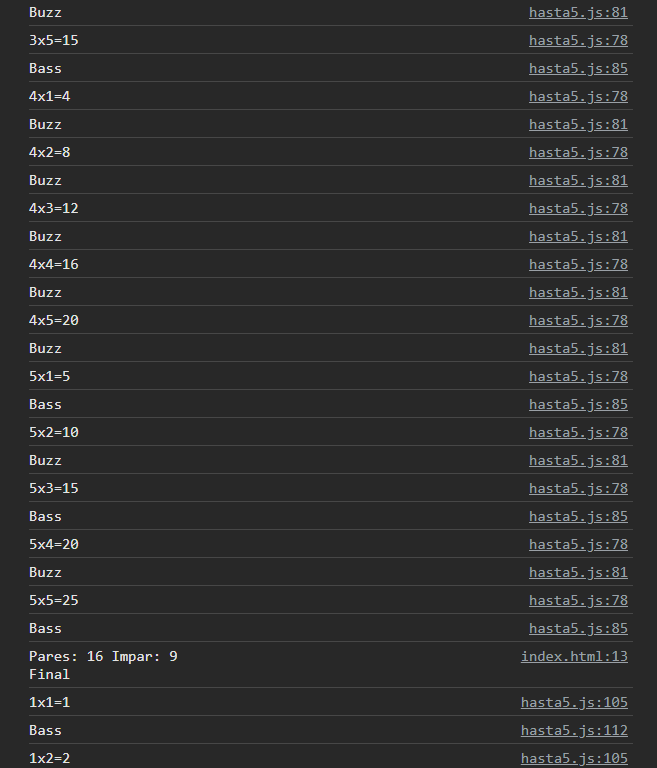 Buzz hasta5.js:81
3x5=15 hasta5.js:78
Bass hasta5.js:85
4x1=4 hasta5.js:78
Buzz hasta5.js:81
4x2=8 hasta5.js:78
Buzz hasta5.js:81
4x3=12 hasta5.js:78
Buzz hasta5.js:81
4x4=16 hasta5.js:78
Buzz hasta5.js:81
4x5=20 hasta5.js:78
Buzz hasta5.js:81
5x1=5 hasta5.js:78
Bass hasta5.js:85
5x2=10 hasta5.js:78
Buzz hasta5.js:81
5x3=15 hasta5.js:78
Bass hasta5.js:85
5x4=20 hasta5.js:78
Buzz hasta5.js:81
5x5=25 hasta5.js:78
Bass hasta5.js:85
Pares: 16 Impar: 9 index.html:13
Final
1x1=1 hasta5.js:105
Bass hasta5.js:112
1x2=2 hasta5.js:105